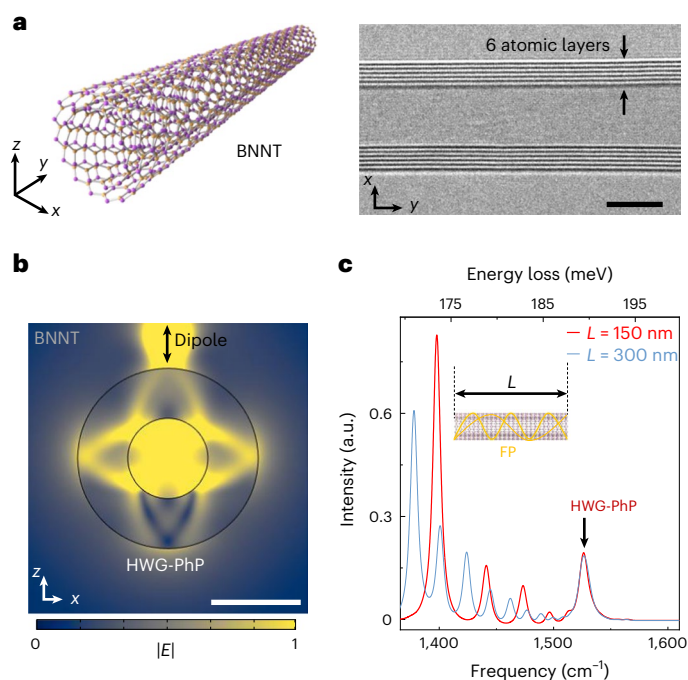 a
6 atomic layers
BNNT
z
y
x
x
y
b
BNNT
Dipole
HWG-PhP
z
x
0
1
|E|
c
Energy loss (meV)
175
185
195
L = 150 nm
L = 300 nm
L
FP
HWG-PhP
Intensity (a.u.)
0.6
0.3
0
1,400
1,500
1,600
Frequency (cm⁻¹)